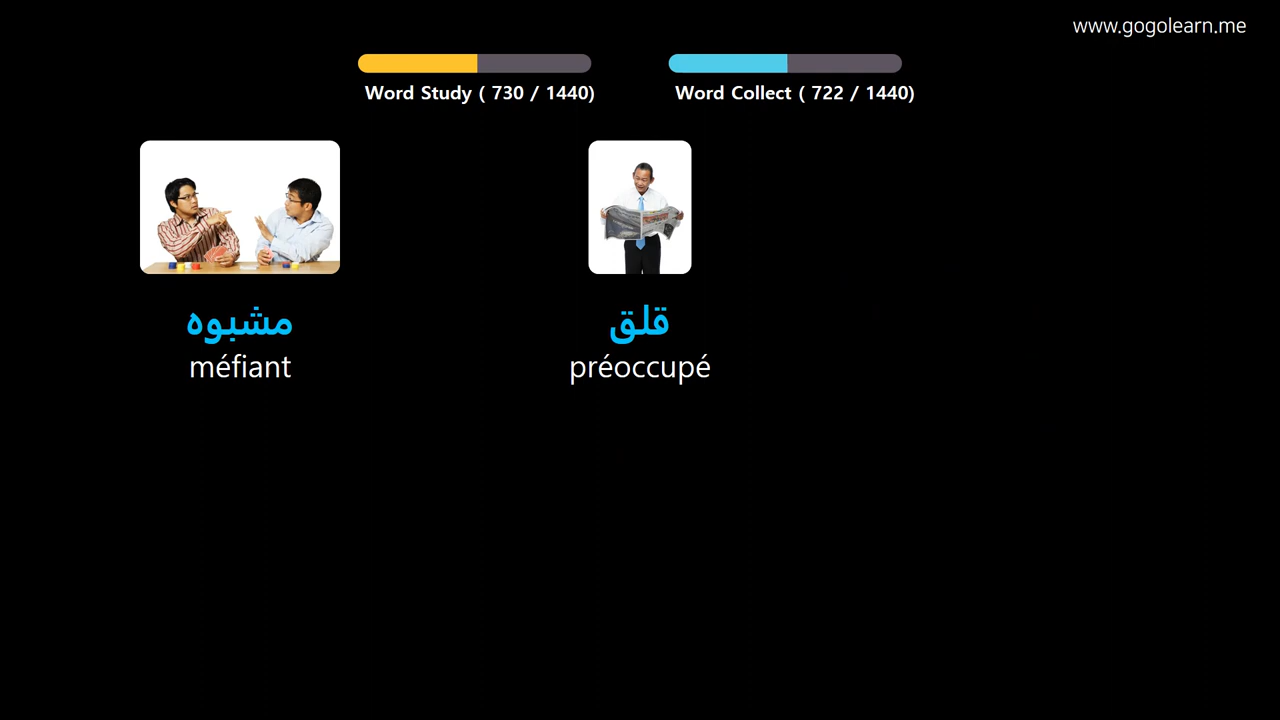 www.gogolearn.me
Word Study ( 730 / 1440)
Word Collect ( 722 / 1440)
مشبوه
méfiant
قلق
préoccupé